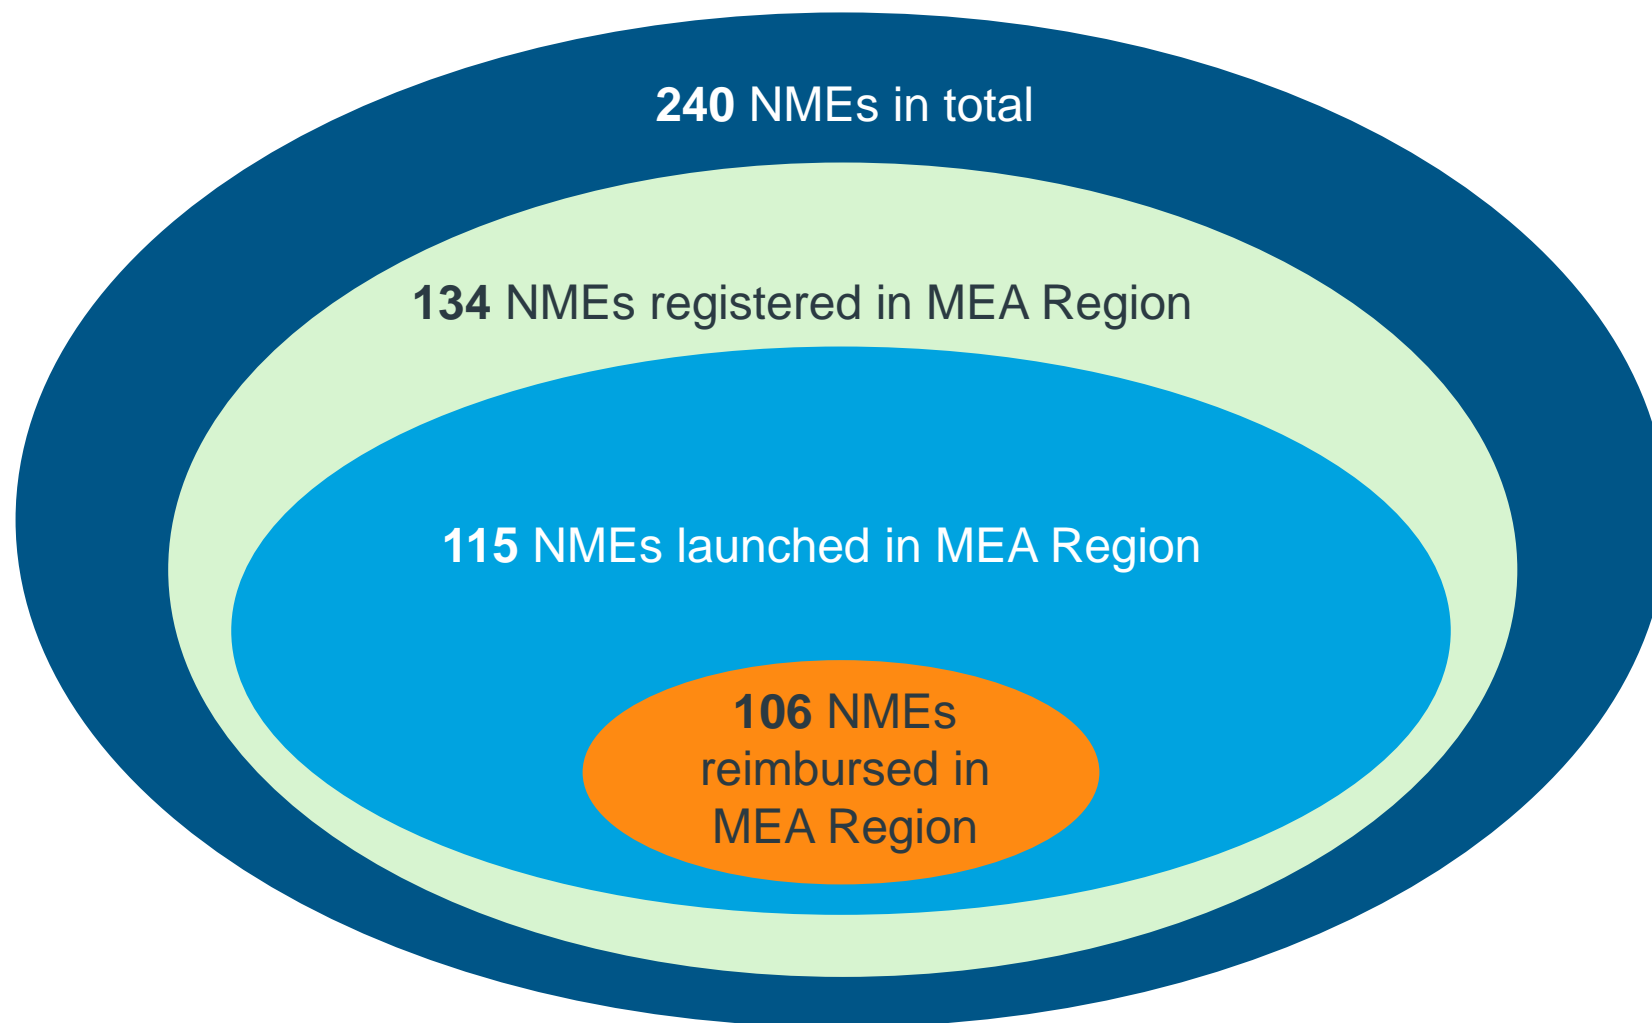 240 NMEs in total
134 NMEs registered in MEA Region
115 NMEs launched in MEA Region
106 NMEs
reimbursed in
MEA Region